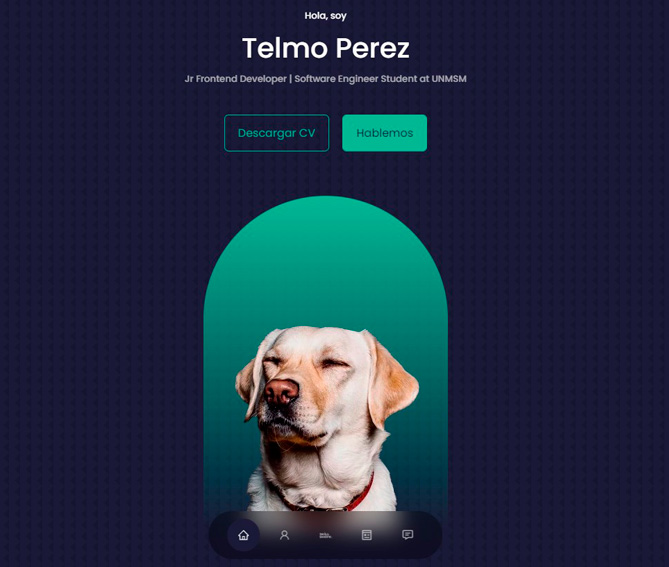 Hola, soy
Telmo Perez
Jr Frontend Developer | Software Engineer Student at UNMSM
Descargar CV
Hablemos